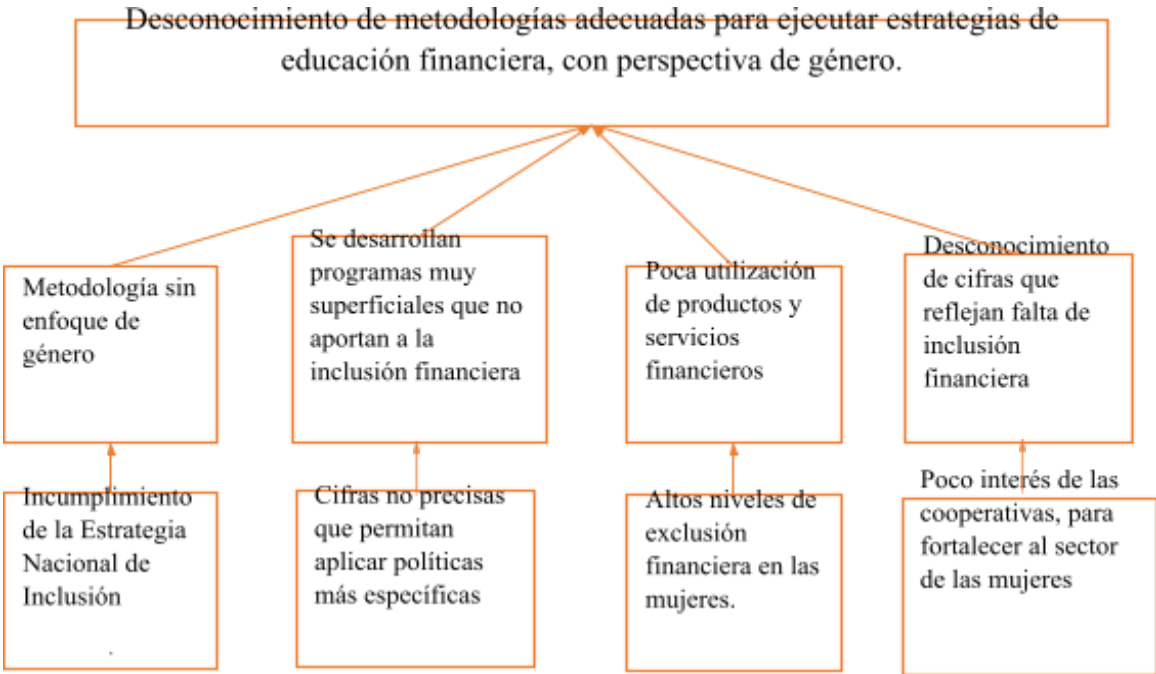 Desconocimiento de metodologías adecuadas para ejecutar estrategias de
educación financiera, con perspectiva de género.
Metodología sin
enfoque de
género
Se desarrollan
programas muy
superficiales que no
aportan a la
inclusión financiera
Poca utilización
de productos y
servicios
financieros
Desconocimiento
de cifras que
reflejan falta de
inclusión
financiera
Incumplimiento
de la Estrategia
Nacional de
Inclusión
.
Cifras no precisas
que permitan
aplicar políticas
más específicas
Altos niveles de
exclusión
financiera en las
mujeres.
Poco interés de las
cooperativas, para
fortalecer al sector
de las mujeres